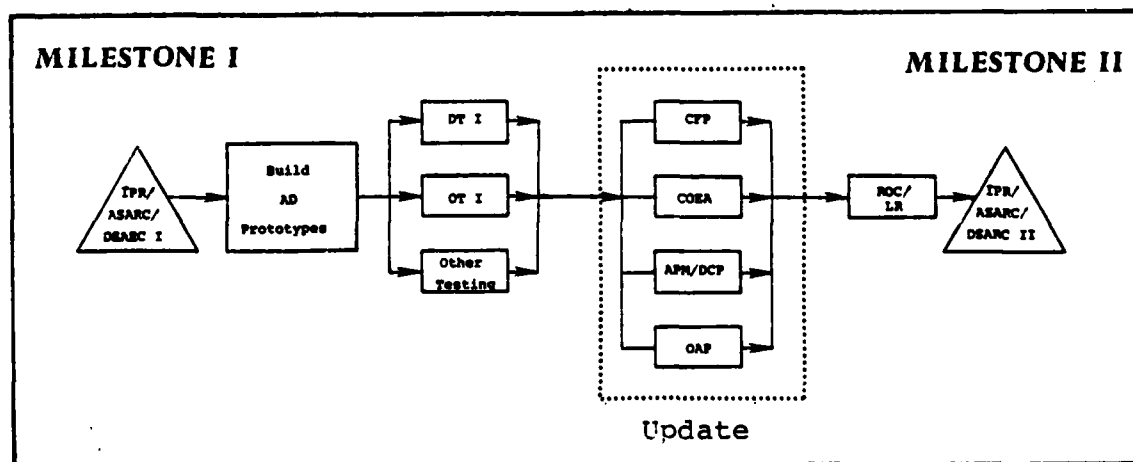 MILESTONE I
MILESTONE II
IPR/
ASARC/
DSARC I
Build
AD
Prototypes
DT I
OT I
Other
Testing
CFP
COEA
APM/DCP
OAP
Update
ROC/
LR
IPR/
ASARC/
DSARC II